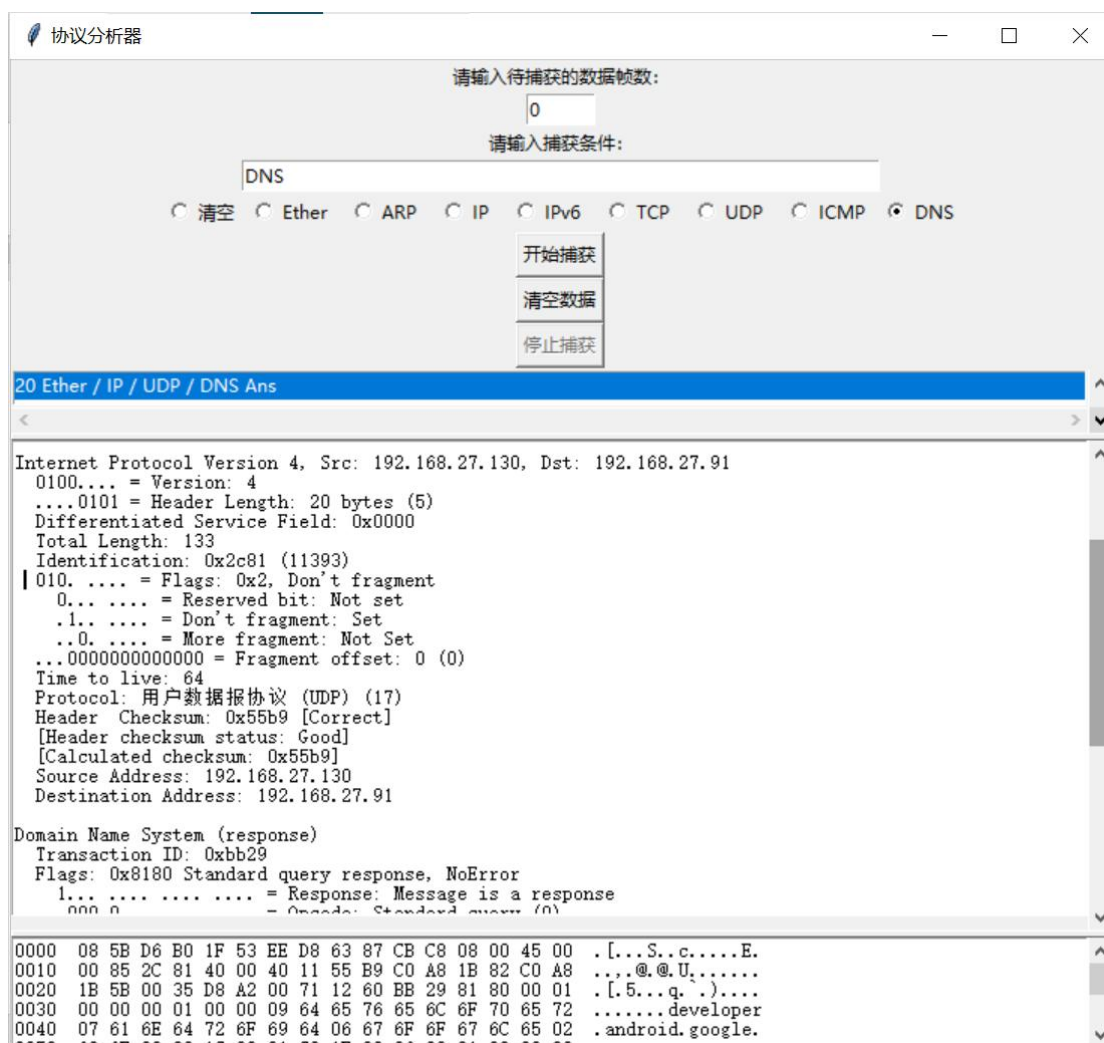 协议分析器
请输入待捕获的数据帧数:
0
请输入捕获条件:
DNS
清空 Ether ARP IP IPv6 TCP UDP ICMP DNS
开始捕获
清空数据
停止捕获
20 Ether / IP / UDP / DNS Ans
Internet Protocol Version 4, Src: 192.168.27.130, Dst: 192.168.27.91
0100.... = Version: 4
....0101 = Header Length: 20 bytes (5)
Differentiated Service Field: 0x0000
Total Length: 133
Identification: 0x2c81 (11393)
010. .... = Flags: 0x2, Don't fragment
0... .... = Reserved bit: Not set
.1.. .... = Don't fragment: Set
..0. .... = More fragment: Not Set
...0000000000000 = Fragment offset: 0 (0)
Time to live: 64
Protocol: 用户数据报协议 (UDP) (17)
Header  Checksum: 0x55b9 [Correct]
[Header checksum status: Good]
[Calculated checksum: 0x55b9]
Source Address: 192.168.27.130
Destination Address: 192.168.27.91
Domain Name System (response)
Transaction ID: 0xbb29
Flags: 0x8180 Standard query response, NoError
1... .... .... .... = Response: Message is a response
.000 0... .... .... = Opcode: Standard query (0)
0000  08 5B D6 B0 1F 53 EE D8 63 87 CB C8 08 00 45 00  .[...S..c.....E.
0010  00 85 2C 81 40 00 40 11 55 B9 C0 A8 1B 82 C0 A8  ..,.@.@.U.......
0020  1B 5B 00 35 D8 A2 00 71 12 60 BB 29 81 80 00 01  .[.5...q.`.)....
0030  00 00 00 01 00 00 09 64 65 76 65 6C 6F 70 65 72  .......developer
0040  07 61 6E 64 72 6F 69 64 06 67 6F 6F 67 6C 65 02  .android.google.